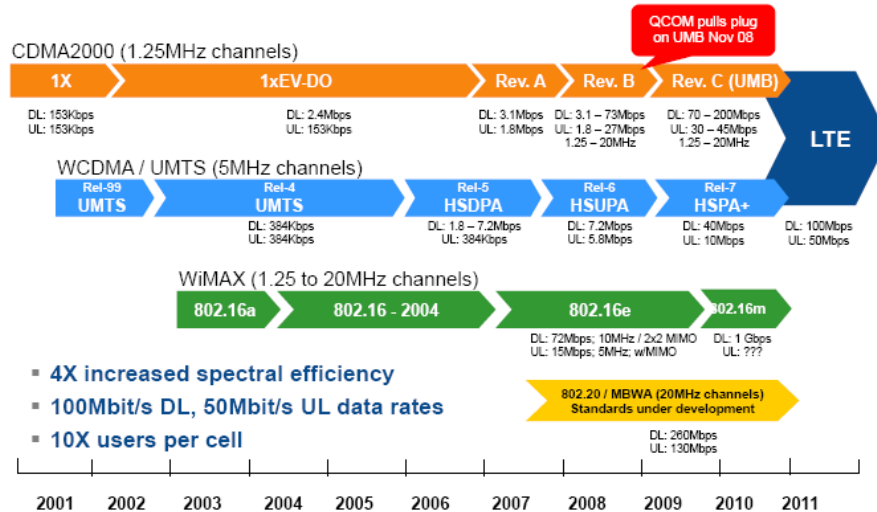 QCOM pulls plug
on UMB Nov 08
CDMA2000 (1.25MHz channels)
1X
1xEV-DO
Rev. A
Rev. B
Rev. C (UMB)
DL: 153Kbps
UL: 153Kbps
DL: 2.4Mbps
UL: 153Kbps
DL: 3.1Mbps
UL: 1.8Mbps
DL: 3.1 – 73Mbps
UL: 1.8 – 27Mbps
1.25 – 20MHz
DL: 70 – 200Mbps
UL: 30 – 45Mbps
1.25 – 20MHz
LTE
WCDMA / UMTS (5MHz channels)
Rel-99
UMTS
Rel-4
UMTS
Rel-5
HSDPA
Rel-6
HSUPA
Rel-7
HSPA+
DL: 384Kbps
UL: 384Kbps
DL: 1.8 – 7.2Mbps
UL: 384Kbps
DL: 7.2Mbps
UL: 5.8Mbps
DL: 40Mbps
UL: 10Mbps
DL: 100Mbps
UL: 50Mbps
WiMAX (1.25 to 20MHz channels)
802.16a
802.16 - 2004
802.16e
802.16m
DL: 72Mbps; 10MHz / 2x2 MIMO
UL: 15Mbps; 5MHz; w/MIMO
DL: 1 Gbps
UL: ???
▪ 4X increased spectral efficiency
▪ 100Mbit/s DL, 50Mbit/s UL data rates
▪ 10X users per cell
802.20 / MBWA (20MHz channels)
Standards under development
DL: 260Mbps
UL: 130Mbps
2001 2002 2003 2004 2005 2006 2007 2008 2009 2010 2011